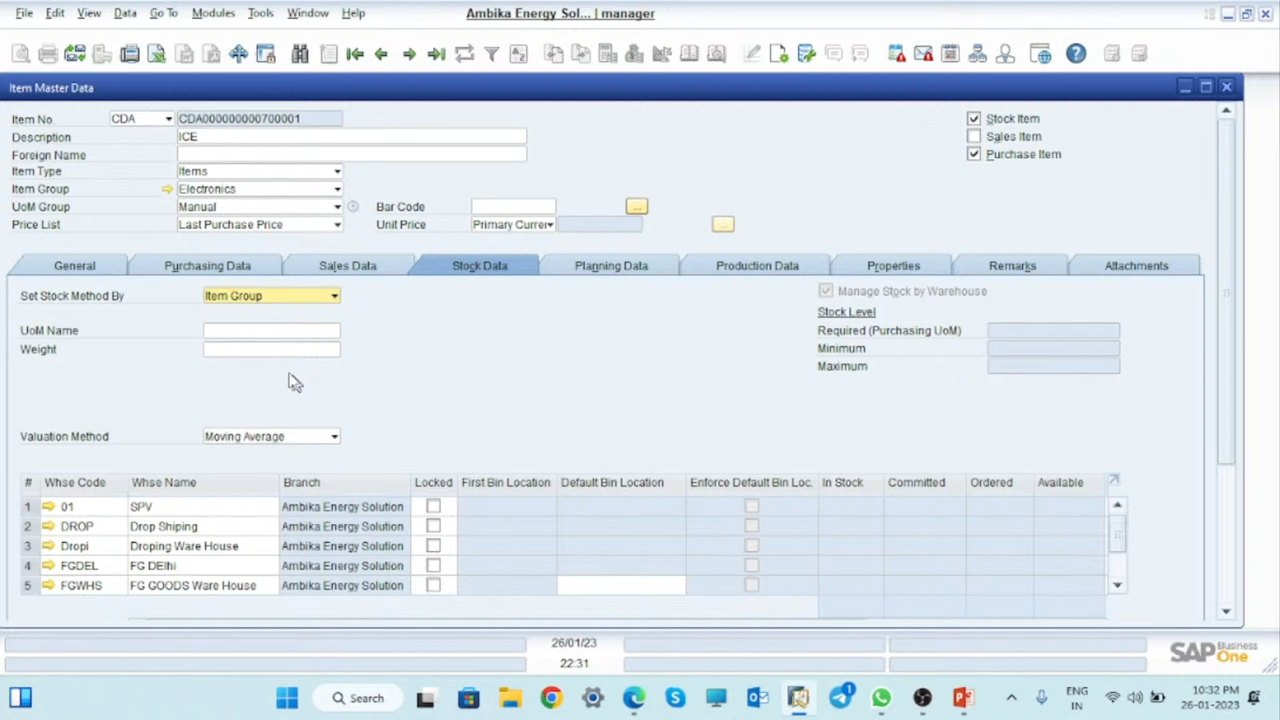 File Edit View Data Go To Modules Tools Window Help Ambika Energy Sol... | manager
Item Master Data
Item No. CDA CDA000000000700001 Stock Item
Description ICE Sales Item
Foreign Name Purchase Item
Item Type Items
Item Group Electronics
UoM Group Manual Bar Code ...
Price List Last Purchase Price Unit Price Primary Currer ...
General Purchasing Data Sales Data Stock Data Planning Data Production Data Properties Remarks Attachments
Set Stock Method By Item Group Manage Stock by Warehouse
Stock Level
UoM Name Required (Purchasing UoM)
Weight Minimum
Maximum
Valuation Method Moving Average
# Whse Code Whse Name Branch Locked First Bin Location Default Bin Location Enforce Default Bin Loc. In Stock Committed Ordered Available
1 01 SPV Ambika Energy Solution
2 DROP Drop Shiping Ambika Energy Solution
3 Dropi Droping Ware House Ambika Energy Solution
4 FGDEL FG DElhi Ambika Energy Solution
5 FGWHS FG GOODS Ware House Ambika Energy Solution
26/01/23
22:31
SAP Business One
Search 1 ENG IN 10:32 PM 26-01-2023